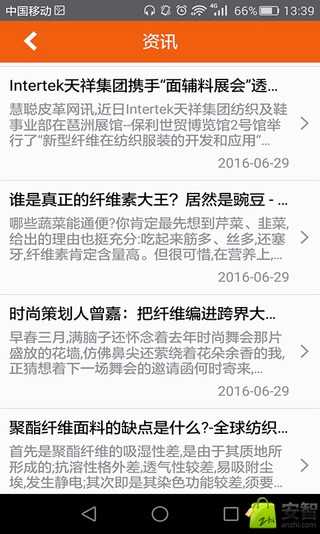 中国移动 66% 13:39
资讯
Intertek天祥集团携手“面辅料展会”透...
慧聪皮革网讯,近日Intertek天祥集团纺织及鞋
事业部在琶洲展馆--保利世贸博览馆2号馆举
行了“新型纤维在纺织服装的开发和应用”...
2016-06-29
谁是真正的纤维素大王？居然是豌豆 - ...
哪些蔬菜能通便?你肯定最先想到芹菜、韭菜,
给出的理由也挺充分:吃起来筋多、丝多,还塞
牙,纤维素肯定含量高。但很可惜,在营养上,...
2016-06-29
时尚策划人曾嘉：把纤维编进跨界大...
早春三月,满脑子还怀念着去年时尚舞会那片
盛放的花墙,仿佛鼻尖还萦绕着花朵余香的我,
正猜想着下一场舞会的邀请函何时寄来,...
2016-06-29
聚酯纤维面料的缺点是什么?-全球纺织...
首先是聚酯纤维的吸湿性差,是由于其质地所
形成的;抗溶性格外差,透气性较差,易吸附尘
埃,发生静电;其次即是其染色功能较差,须要...
安智
anzhi.com